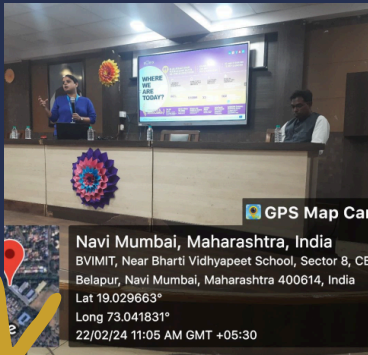 WHERE
WE
ARE
TODAY?
GPS Map Car
Navi Mumbai, Maharashtra, India
BVIMIT, Near Bharti Vidhyapeet School, Sector 8, CB
Belapur, Navi Mumbai, Maharashtra 400614, India
Lat 19.029663°
Long 73.041831°
22/02/24 11:05 AM GMT +05:30